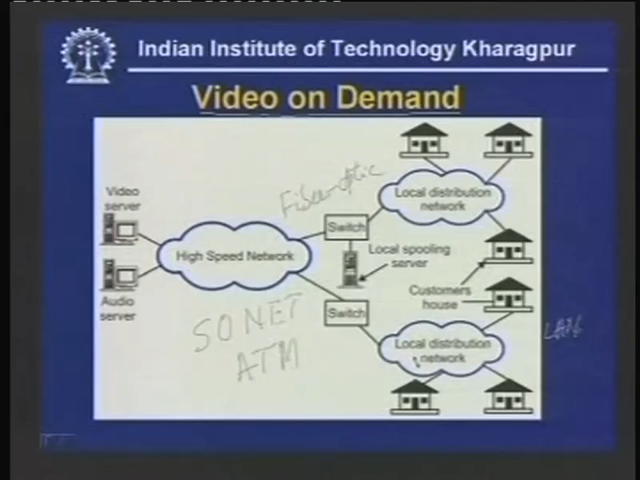 Indian Institute of Technology Kharagpur
Video on Demand
Video
server
Audio
server
High Speed Network
Fiber-optic
SONET
ATM
Switch
Local spooling
server
Switch
Local distribution
network
Customers
house
Local distribution
network
LAN